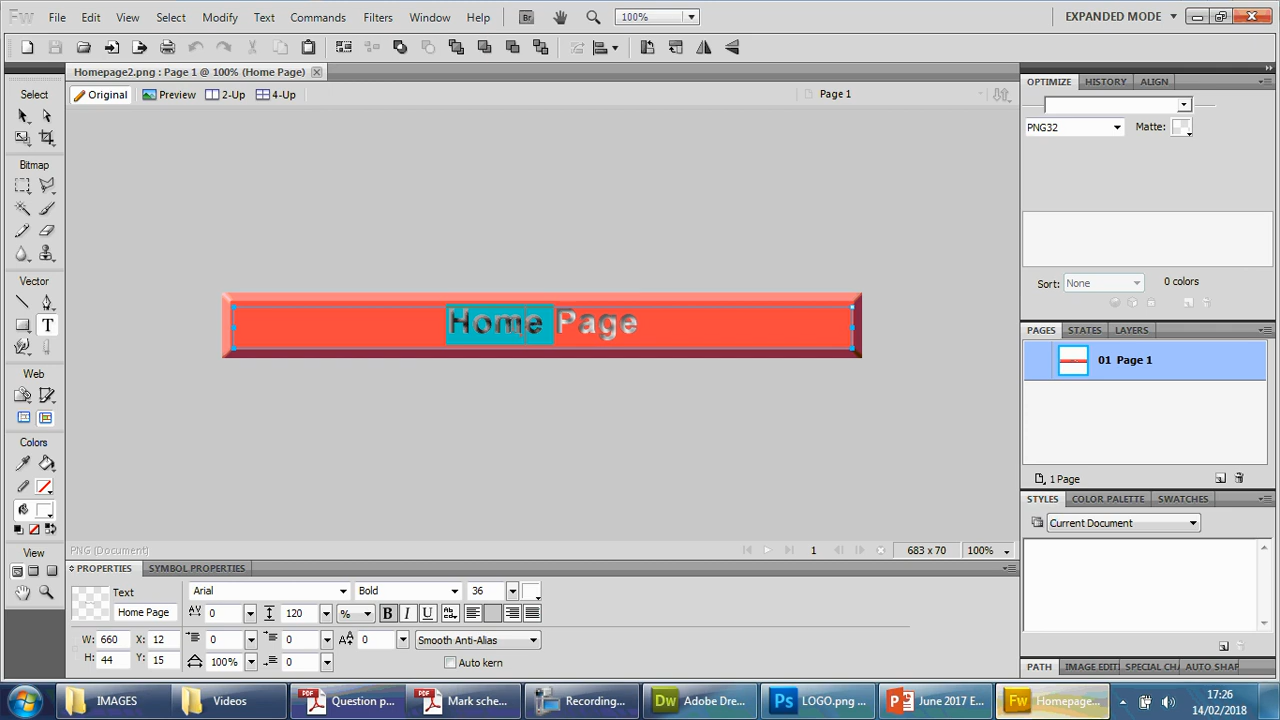 Fw File Edit View Select Modify Text Commands Filters Window Help Br 100% EXPANDED MODE
Homepage2.png : Page 1 @ 100% (Home Page)
Original Preview 2-Up 4-Up Page 1
Select
Bitmap
Vector
T
Web
Colors
View
Home Page
OPTIMIZE HISTORY ALIGN
PNG32 Matte:
Sort: None 0 colors
PAGES STATES LAYERS
01 Page 1
1 Page
STYLES COLOR PALETTE SWATCHES
Current Document
PATH IMAGE EDIT SPECIAL CHA AUTO SHAP
PNG (Document) 1 683 x 70 100%
PROPERTIES SYMBOL PROPERTIES
Text Arial Bold 36
Home Page 0 120 % B I U
W: 660 X: 12 0 0 0 Smooth Anti-Alias
H: 44 Y: 15 100% 0 Auto kern
IMAGES Videos Question p... Mark sche... Recording... Dw Adobe Dre... Ps LOGO.png ... June 2017 E... Fw Homepage... 17:26
14/02/2018